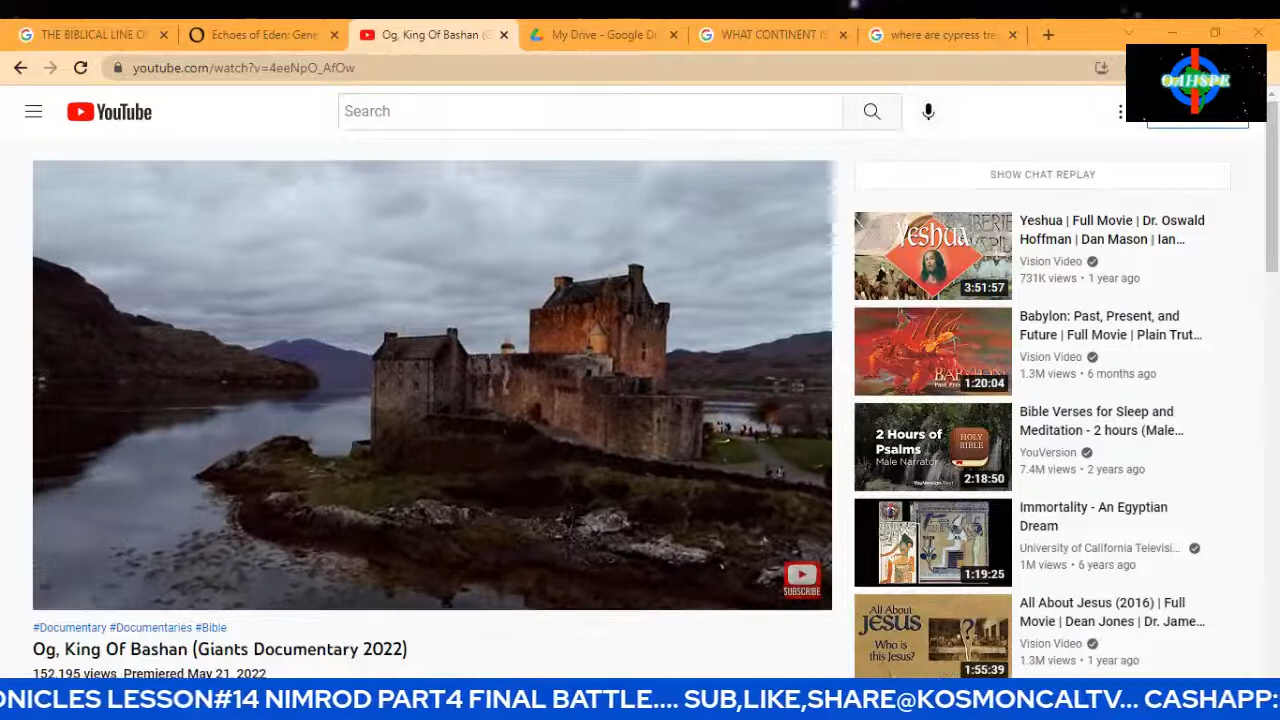 THE BIBLICAL LINE O
Echoes of Eden: Gene
Og, King Of Bashan (G
My Drive - Google Dr
WHAT CONTINENT IS
where are cypress tre
youtube.com/watch?v=4eeNpO_AfOw
OAHSPE
YouTube
Search
SHOW CHAT REPLAY
YESHUA
3:51:57
Yeshua | Full Movie | Dr. Oswald
Hoffman | Dan Mason | Ian...
Vision Video
731K views • 1 year ago
BABYLON
1:20:04
Babylon: Past, Present, and
Future | Full Movie | Plain Trut...
Vision Video
1.3M views • 6 months ago
2 Hours of
Psalms
Male Narrator
HOLY
BIBLE
2:18:50
Bible Verses for Sleep and
Meditation - 2 hours (Male...
YouVersion
7.4M views • 2 years ago
1:19:25
Immortality - An Egyptian
Dream
University of California Televisi...
1M views • 6 years ago
All About
JESUS
Who is
this Jesus?
1:55:39
All About Jesus (2016) | Full
Movie | Dean Jones | Dr. Jame...
Vision Video
1.3M views • 1 year ago
SUBSCRIBE
#Documentary #Documentaries #Bible
Og, King Of Bashan (Giants Documentary 2022)
152,195 views Premiered May 21, 2022
ONICLES LESSON#14 NIMROD PART4 FINAL BATTLE.... SUB,LIKE,SHARE@KOSMONCALTV... CASHAPP: